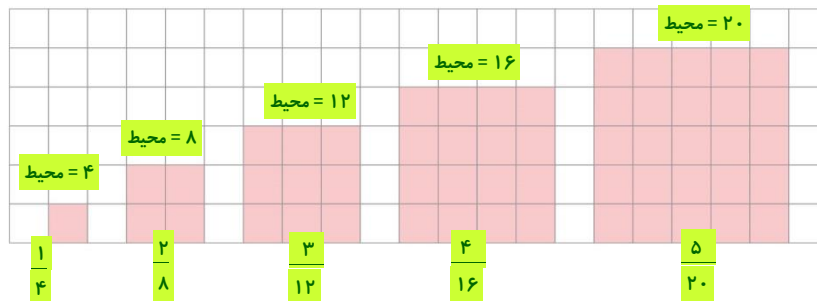 محیط = ۲۰
محیط = ۱۶
محیط = ۱۲
محیط = ۸
محیط = ۴
۱/۴
۲/۸
۳/۱۲
۴/۱۶
۵/۲۰